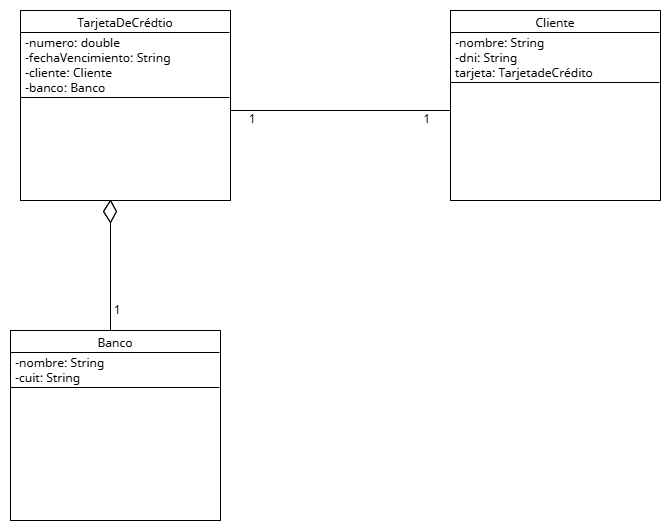 TarjetaDeCrédtio
-numero: double
-fechaVencimiento: String
-cliente: Cliente
-banco: Banco
Cliente
-nombre: String
-dni: String
tarjeta: TarjetadeCrédito
1
1
1
Banco
-nombre: String
-cuit: String